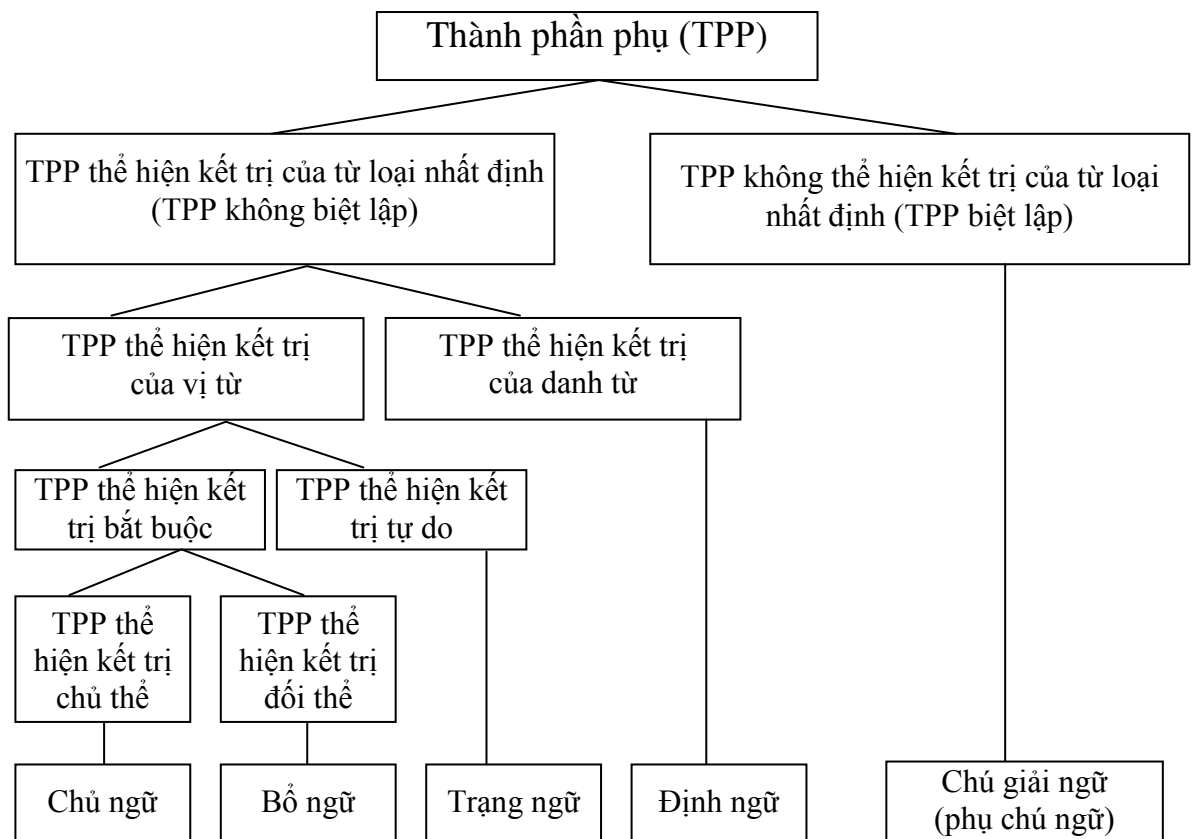 Thành phần phụ (TPP)
TPP thể hiện kết trị của từ loại nhất định
(TPP không biệt lập)
TPP không thể hiện kết trị của từ loại
nhất định (TPP biệt lập)
TPP thể hiện kết trị
của vị từ
TPP thể hiện kết trị
của danh từ
TPP thể hiện kết
trị bắt buộc
TPP thể hiện kết
trị tự do
TPP thể
hiện kết trị
chủ thể
TPP thể
hiện kết trị
đối thể
Chủ ngữ
Bổ ngữ
Trạng ngữ
Định ngữ
Chú giải ngữ
(phụ chú ngữ)